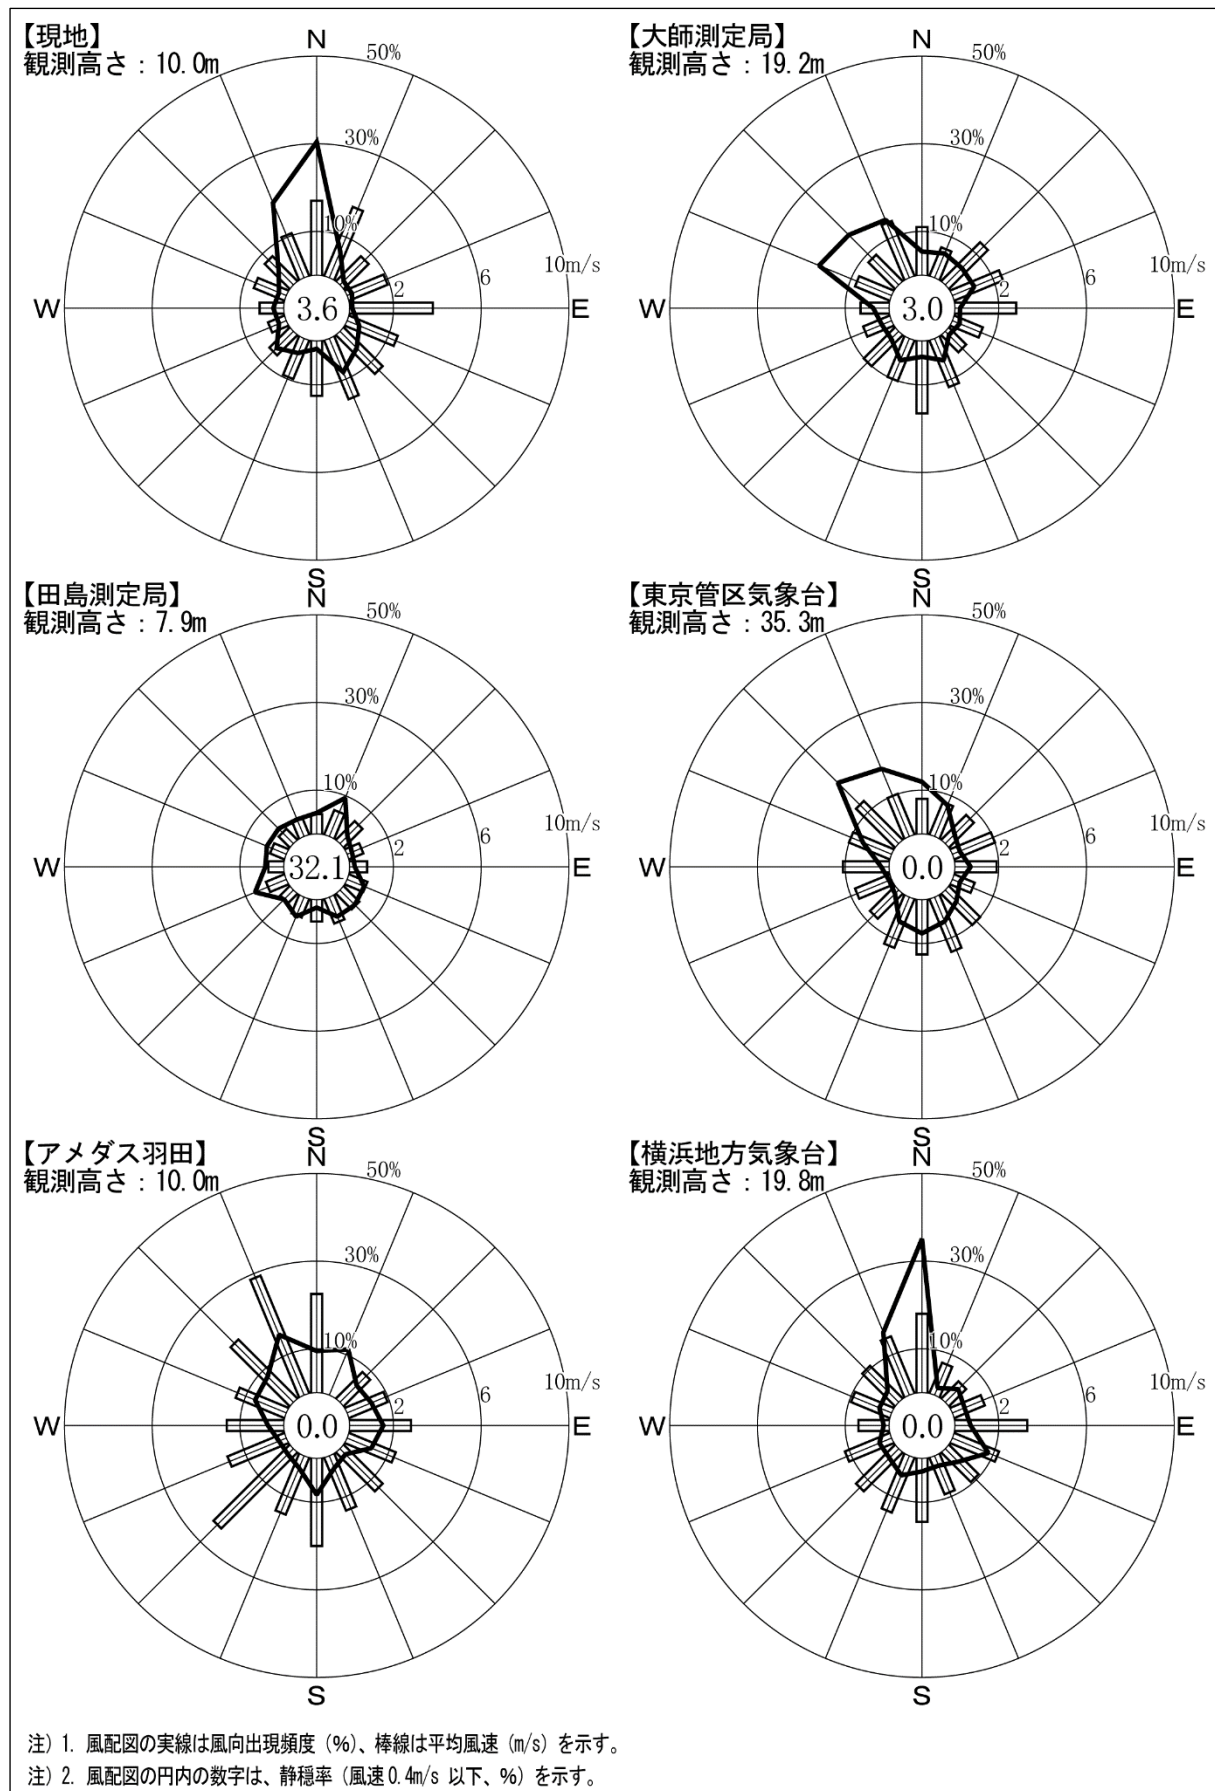 【現地】
観測高さ：10.0m
N
50%
30%
10%
10m/s
6
2
W
3.6
E
S
【大師測定局】
観測高さ：19.2m
N
50%
30%
10%
10m/s
6
2
W
3.0
E
【田島測定局】
観測高さ：7.9m
N
50%
30%
10%
10m/s
6
2
W
32.1
E
S
【東京管区気象台】
観測高さ：35.3m
S
N
50%
30%
10%
10m/s
6
2
W
0.0
E
【アメダス羽田】
観測高さ：10.0m
N
50%
30%
10%
10m/s
6
2
W
0.0
E
S
【横浜地方気象台】
観測高さ：19.8m
S
N
50%
30%
10%
10m/s
6
2
W
0.0
E
S
注）1. 風配図の実線は風向出現頻度（%）、棒線は平均風速（m/s）を示す。
注）2. 風配図の円内の数字は、静穏率（風速0.4m/s 以下、%）を示す。